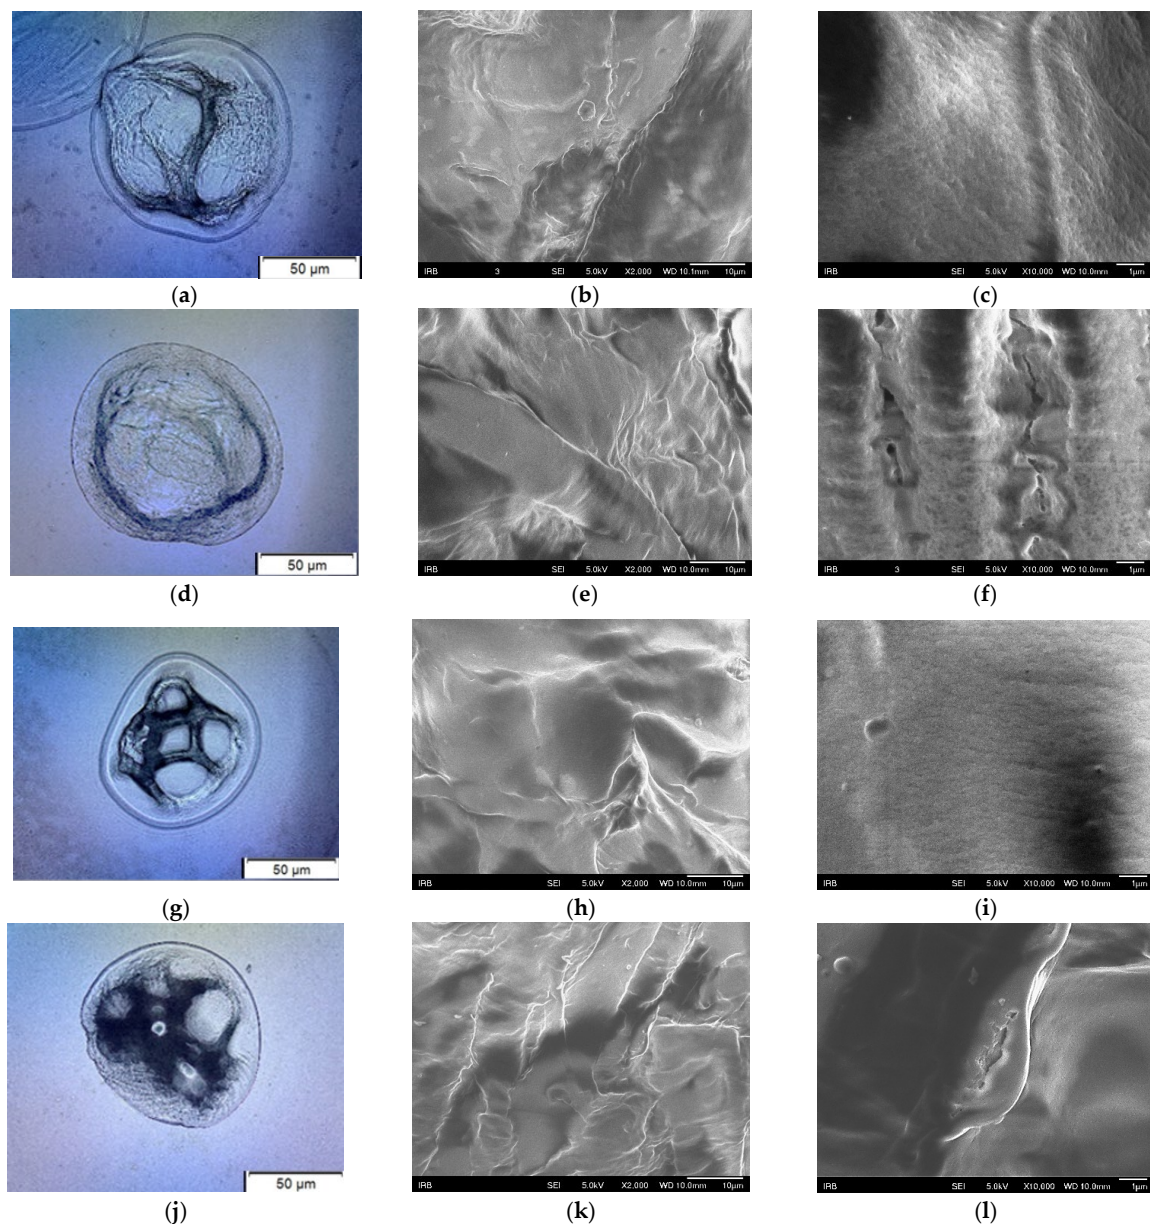 50 µm
IRB 3 SEI 5.0kV X2,000 WD 10.1mm 10µm
IRB SEI 5.0kV X10,000 WD 10.0mm 1µm
(a) (b) (c)
50 µm
IRB SEI 5.0kV X2,000 WD 10.0mm 10µm
IRB 3 SEI 5.0kV X10,000 WD 10.0mm 1µm
(d) (e) (f)
50 µm
IRB SEI 5.0kV X2,000 WD 10.0mm 10µm
IRB SEI 5.0kV X10,000 WD 10.0mm 1µm
(g) (h) (i)
50 µm
IRB SEI 5.0kV X2,000 WD 10.0mm 10µm
IRB SEI 5.0kV X10,000 WD 10.0mm 1µm
(j) (k) (l)